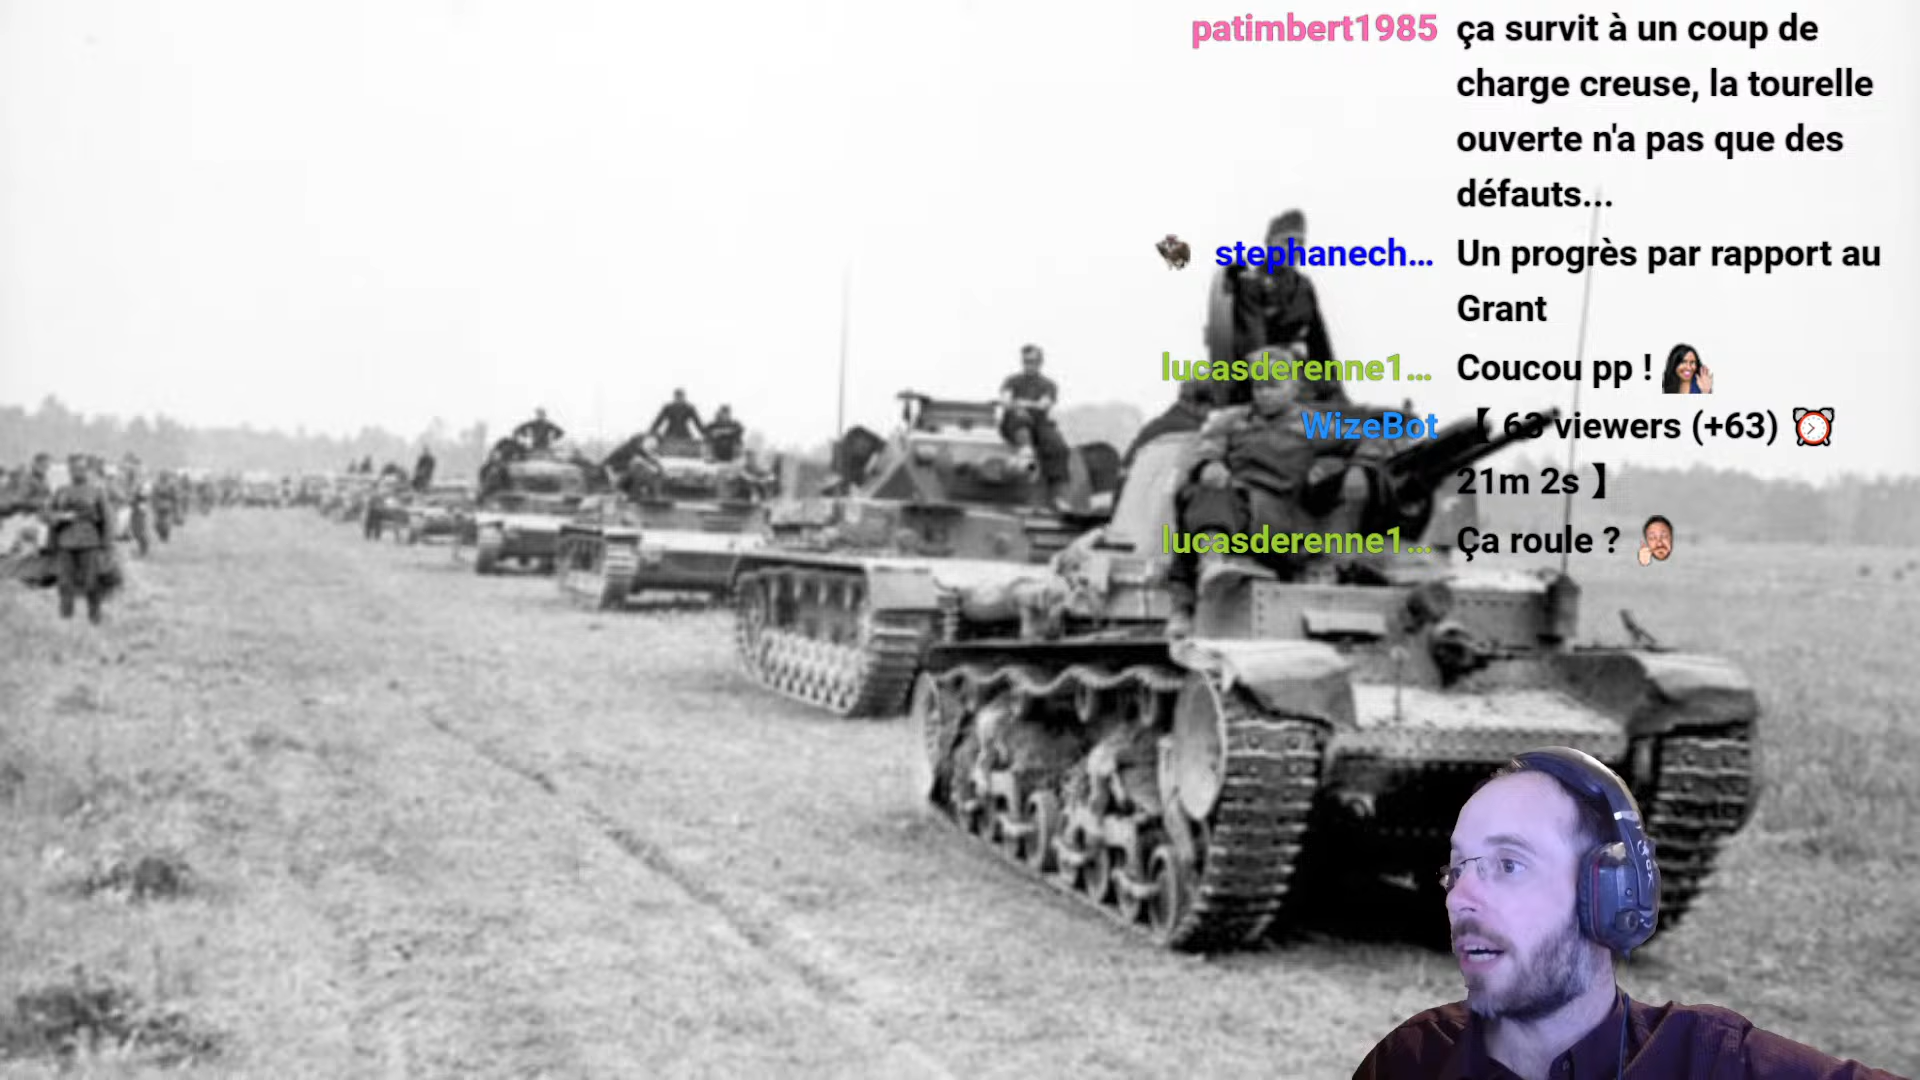 patimbert1985 ça survit à un coup de
charge creuse, la tourelle
ouverte n'a pas que des
défauts...
stephanech... Un progrès par rapport au
Grant
lucasderenne1... Coucou pp !
WizeBot 【 63 viewers (+63)
21m 2s 】
lucasderenne1... Ça roule ?